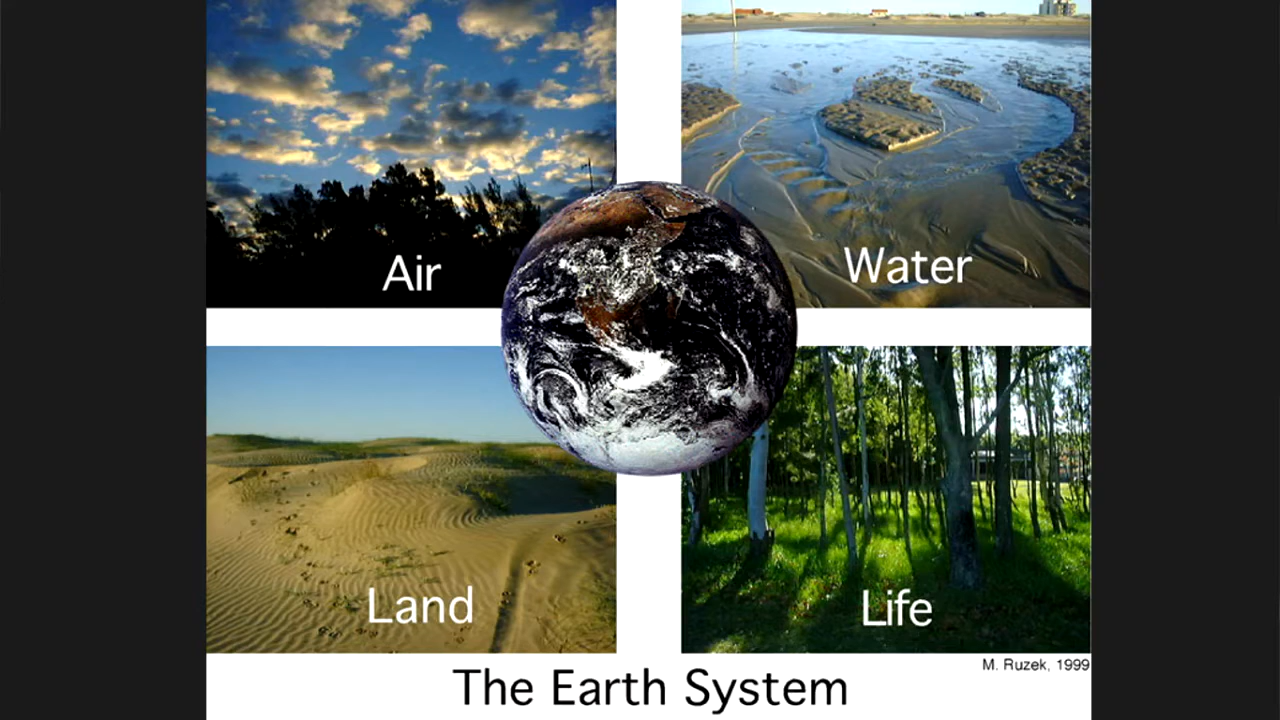 Air
Water
Land
Life
M. Ruzek, 1999
The Earth System